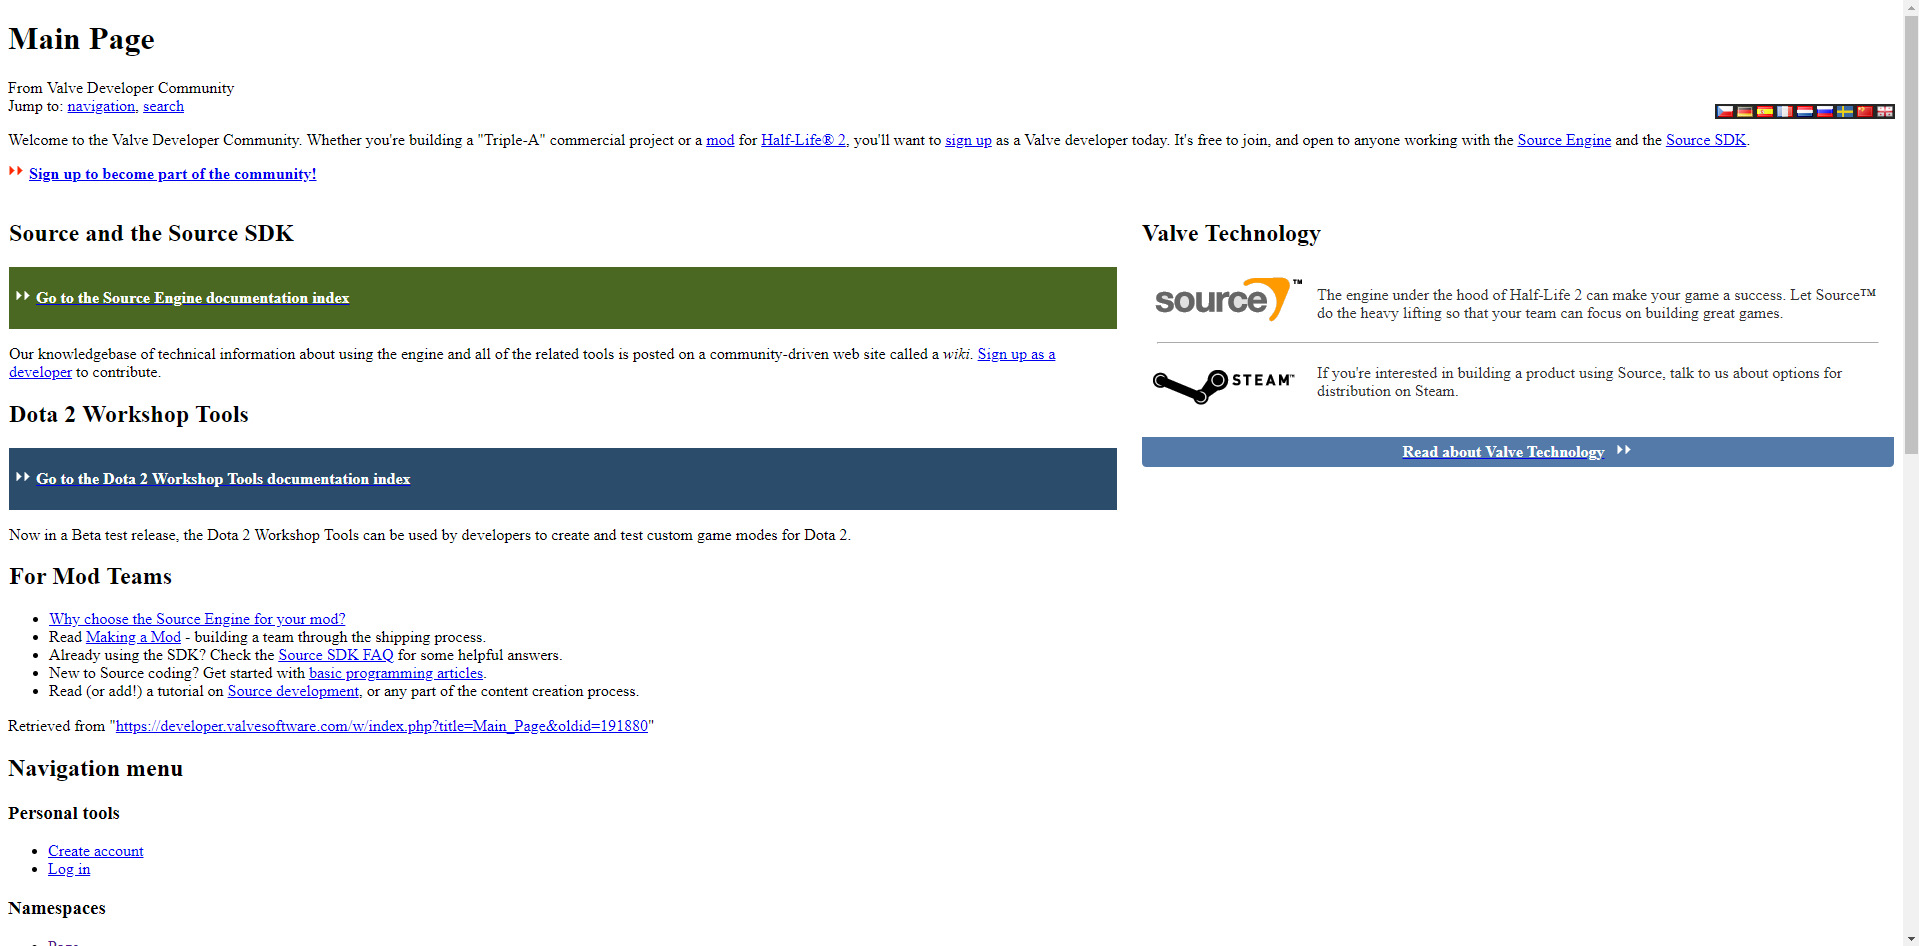 Main Page
From Valve Developer Community
Jump to: navigation, search
Welcome to the Valve Developer Community. Whether you're building a "Triple-A" commercial project or a mod for Half-Life® 2, you'll want to sign up as a Valve developer today. It's free to join, and open to anyone working with the Source Engine and the Source SDK.
Sign up to become part of the community!
Source and the Source SDK
Go to the Source Engine documentation index
Our knowledgebase of technical information about using the engine and all of the related tools is posted on a community-driven web site called a wiki. Sign up as a
developer to contribute.
Dota 2 Workshop Tools
Go to the Dota 2 Workshop Tools documentation index
Now in a Beta test release, the Dota 2 Workshop Tools can be used by developers to create and test custom game modes for Dota 2.
For Mod Teams
• Why choose the Source Engine for your mod?
• Read Making a Mod - building a team through the shipping process.
• Already using the SDK? Check the Source SDK FAQ for some helpful answers.
• New to Source coding? Get started with basic programming articles.
• Read (or add!) a tutorial on Source development, or any part of the content creation process.
Valve Technology
source™
The engine under the hood of Half-Life 2 can make your game a success. Let Source™
do the heavy lifting so that your team can focus on building great games.
STEAM™
If you're interested in building a product using Source, talk to us about options for
distribution on Steam.
Read about Valve Technology
Retrieved from "https://developer.valvesoftware.com/w/index.php?title=Main_Page&oldid=191880"
Navigation menu
Personal tools
• Create account
• Log in
Namespaces